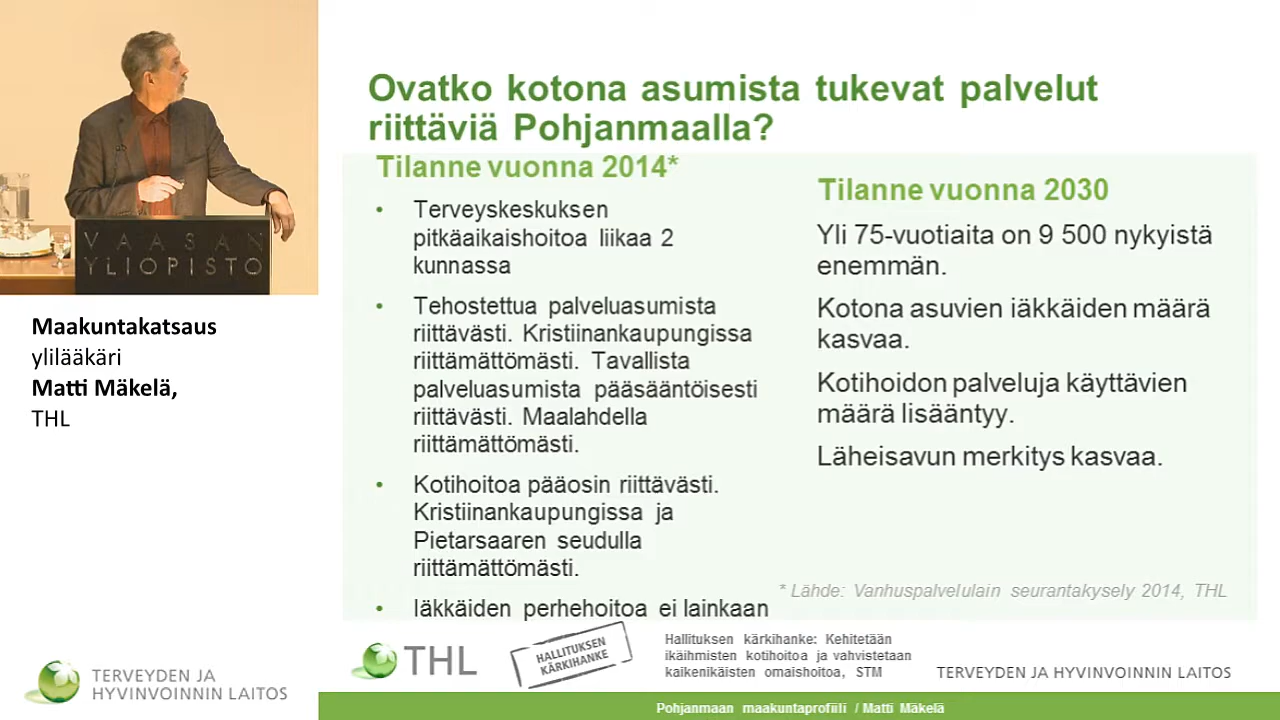 Ovatko kotona asumista tukevat palvelut
riittäviä Pohjanmaalla?
Tilanne vuonna 2014*
• Terveyskeskuksen
pitkäaikaishoitoa liikaa 2
kunnassa
• Tehostettua palveluasumista
riittävästi. Kristiinankaupungissa
riittämättömästi. Tavallista
palveluasumista pääsääntöisesti
riittävästi. Maalahdella
riittämättömästi.
• Kotihoitoa pääosin riittävästi.
Kristiinankaupungissa ja
Pietarsaaren seudulla
riittämättömästi.
• Iäkkäiden perhehoitoa ei lainkaan
Tilanne vuonna 2030
Yli 75-vuotiaita on 9 500 nykyistä
enemmän.
Kotona asuvien iäkkäiden määrä
kasvaa.
Kotihoidon palveluja käyttävien
määrä lisääntyy.
Läheisavun merkitys kasvaa.
* Lähde: Vanhuspalvelulain seurantakysely 2014, THL
VAASAN
YLIOPISTO
Maakuntakatsaus
ylilääkäri
Matti Mäkelä,
THL
TERVEYDEN JA
HYVINVOINNIN LAITOS
THL
HALLITUKSEN
KÄRKIHANKE
Hallituksen kärkihanke: Kehitetään
ikäihmisten kotihoitoa ja vahvistetaan
kaikenikäisten omaishoitoa, STM
TERVEYDEN JA HYVINVOINNIN LAITOS
Pohjanmaan maakuntaprofiili / Matti Mäkelä